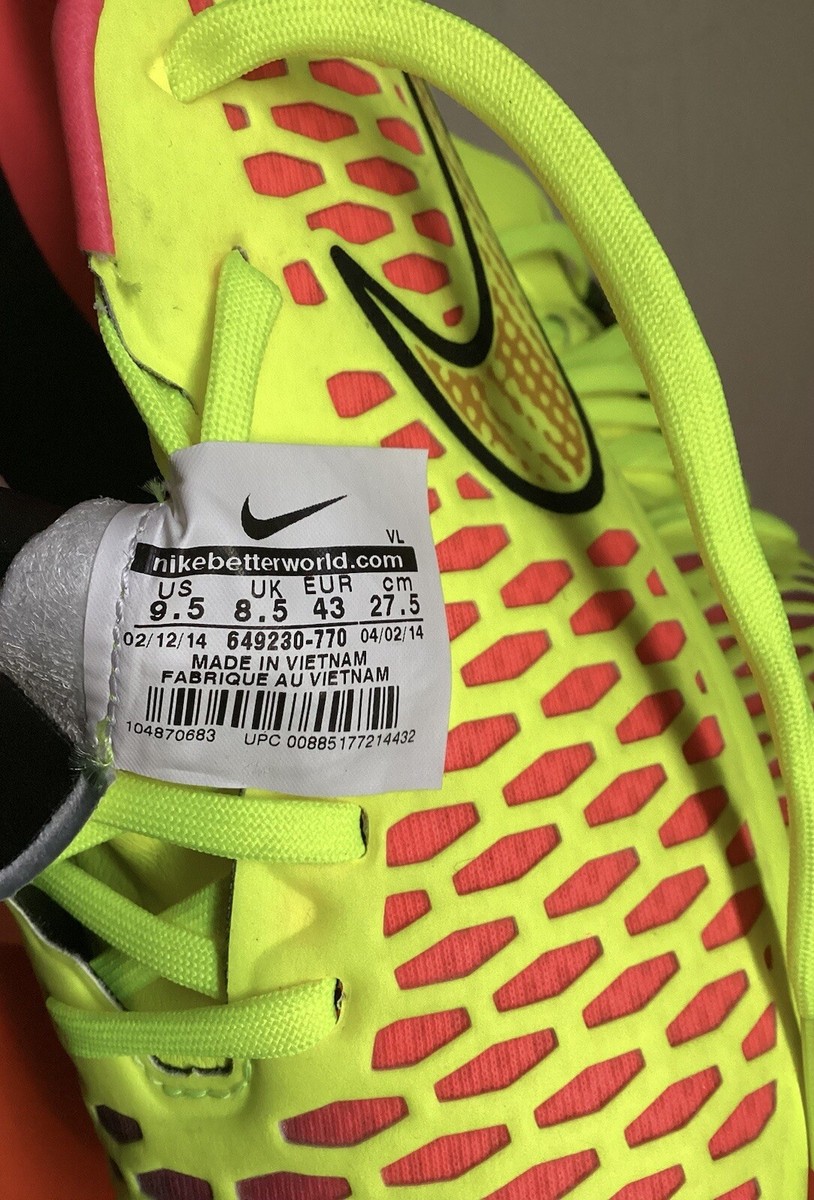 VL
nikebetterworld.com
US UK EUR cm
9.5 8.5 43 27.5
02/12/14 649230-770 04/02/14
MADE IN VIETNAM
FABRIQUE AU VIETNAM
104870683 UPC 00885177214432